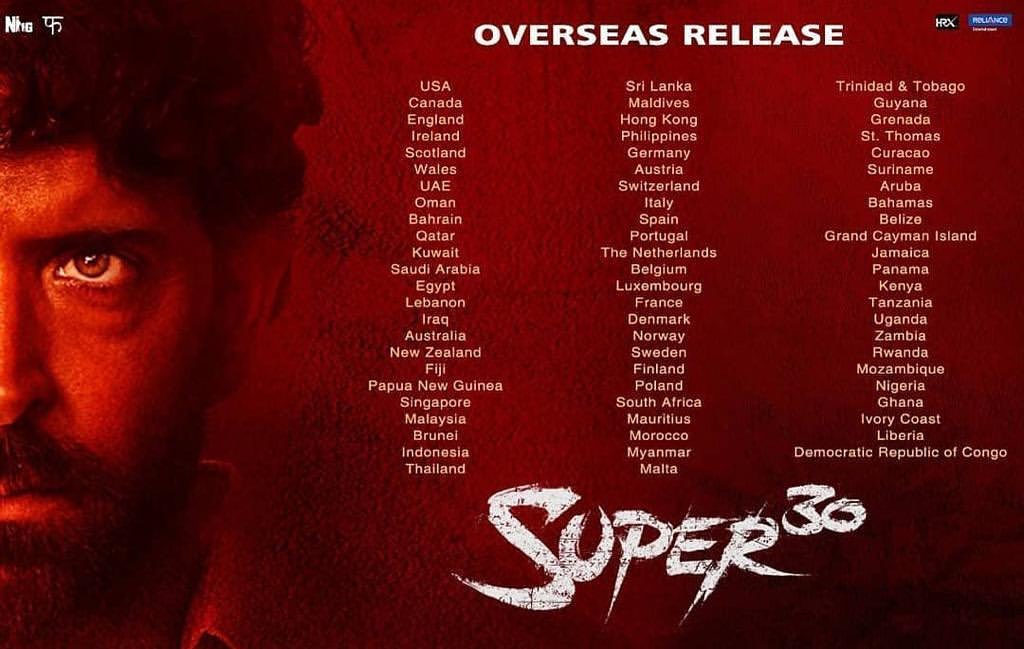 NNG फ
OVERSEAS RELEASE
HRX RELIANCE
Entertainment
USA
Canada
England
Ireland
Scotland
Wales
UAE
Oman
Bahrain
Qatar
Kuwait
Saudi Arabia
Egypt
Lebanon
Iraq
Australia
New Zealand
Fiji
Papua New Guinea
Singapore
Malaysia
Brunei
Indonesia
Thailand
Sri Lanka
Maldives
Hong Kong
Philippines
Germany
Austria
Switzerland
Italy
Spain
Portugal
The Netherlands
Belgium
Luxembourg
France
Denmark
Norway
Sweden
Finland
Poland
South Africa
Mauritius
Morocco
Myanmar
Malta
Trinidad & Tobago
Guyana
Grenada
St. Thomas
Curacao
Suriname
Aruba
Bahamas
Belize
Grand Cayman Island
Jamaica
Panama
Kenya
Tanzania
Uganda
Zambia
Rwanda
Mozambique
Nigeria
Ghana
Ivory Coast
Liberia
Democratic Republic of Congo
SUPER 30